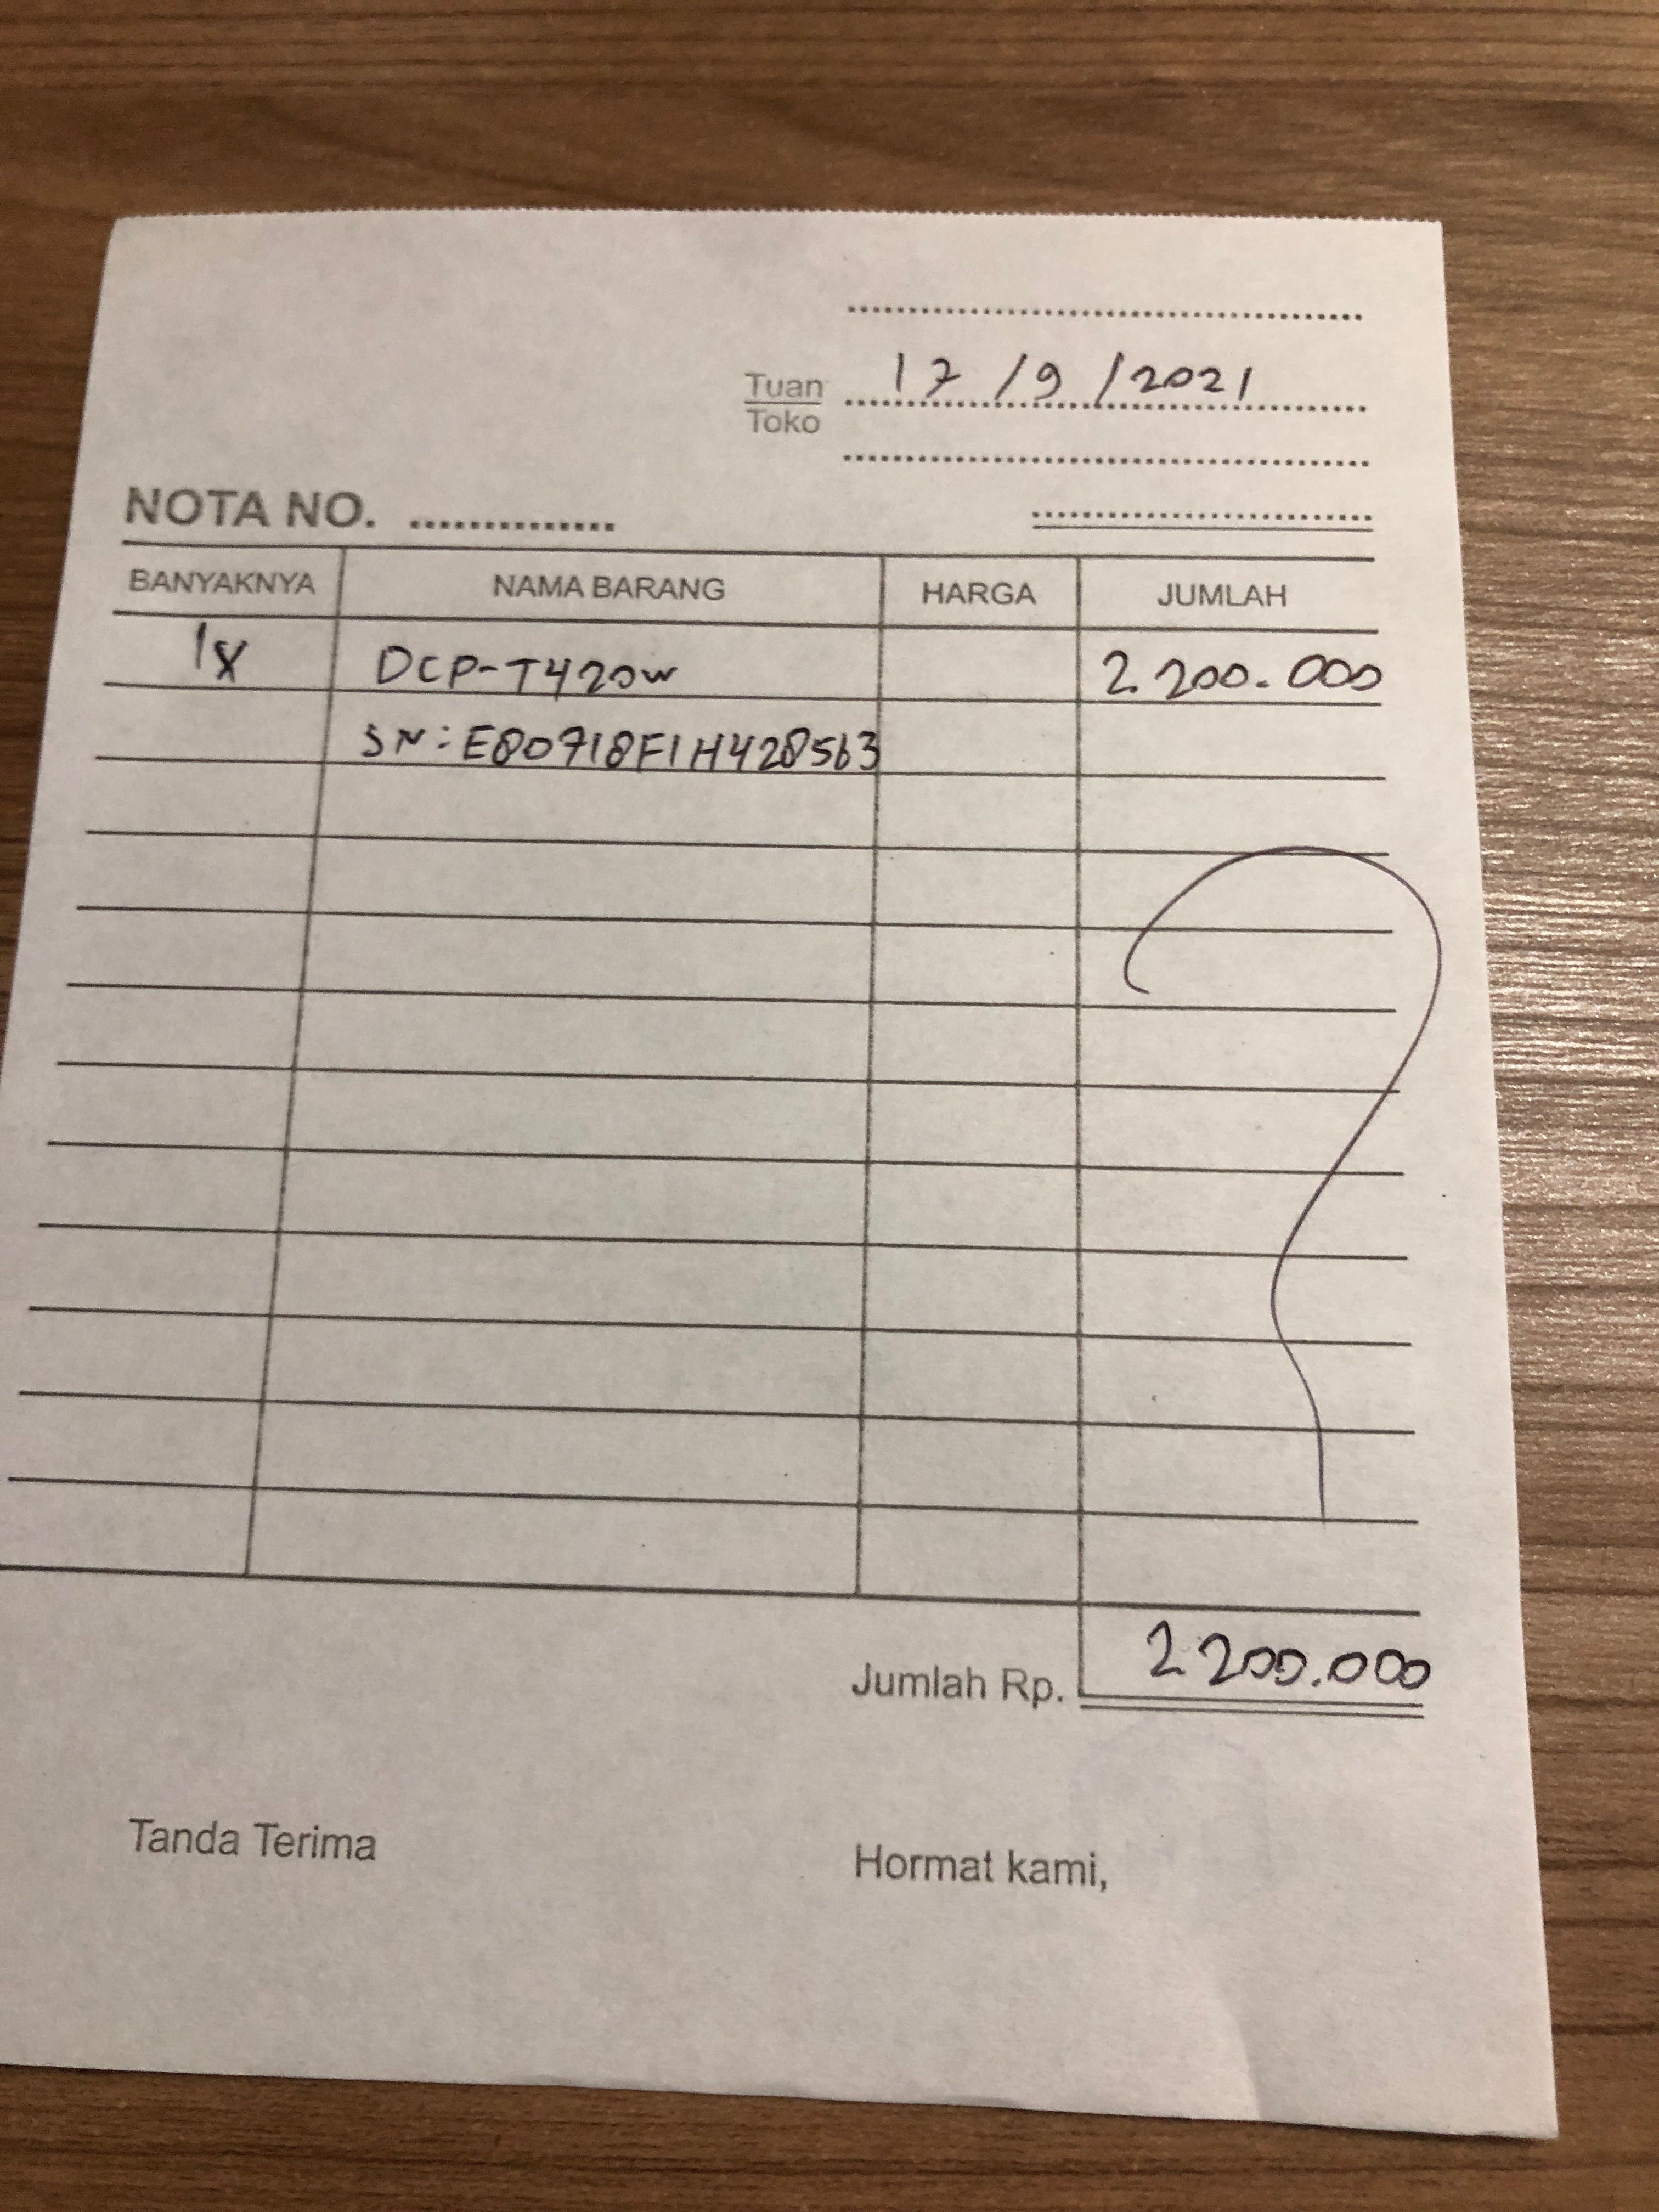 Tuan
Toko
17/9/2021
NOTA NO. ..............
BANYAKNYA NAMA BARANG HARGA JUMLAH
1x DCP-T420W 2.200.000
SN: E80718F1H428563
Jumlah Rp. 2.200.000
Tanda Terima Hormat kami,